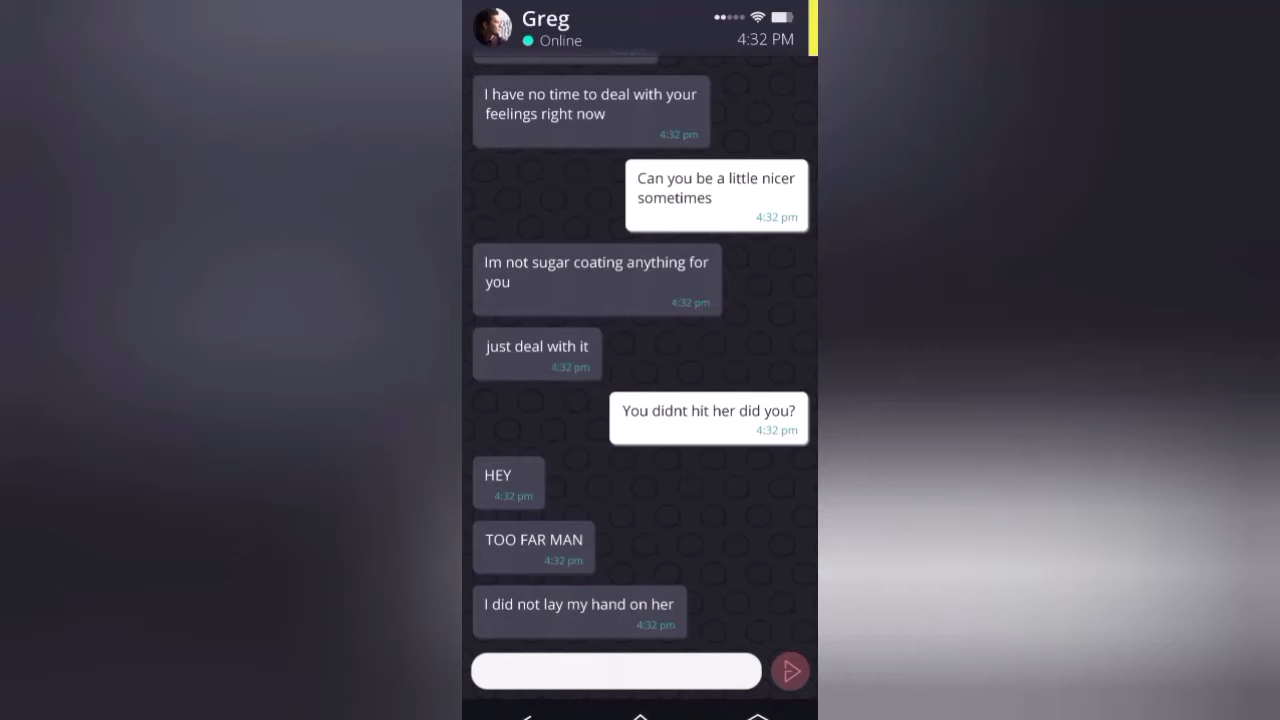 Greg
Online
4:32 PM
I have no time to deal with your
feelings right now
4:32 pm
Can you be a little nicer
sometimes
4:32 pm
Im not sugar coating anything for
you
4:32 pm
just deal with it
4:32 pm
You didnt hit her did you?
4:32 pm
HEY
4:32 pm
TOO FAR MAN
4:32 pm
I did not lay my hand on her
4:32 pm